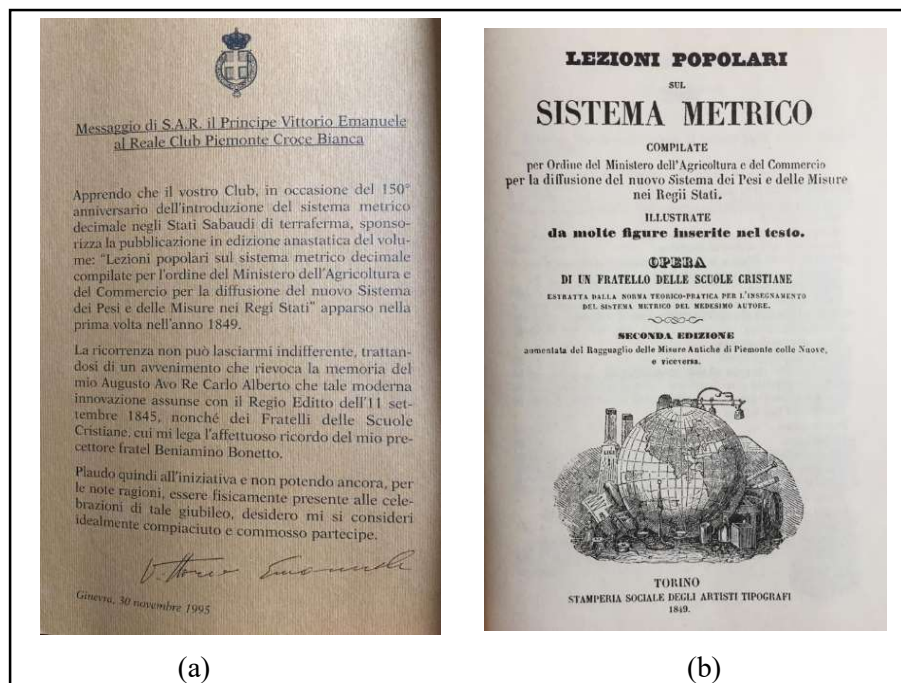 Messaggio di S.A.R. il Principe Vittorio Emanuele
al Reale Club Piemonte Croce Bianca
Apprendo che il vostro Club, in occasione del 150°
anniversario dell'introduzione del sistema metrico
decimale negli Stati Sabaudi di terraferma, sponso-
rizza la pubblicazione in edizione anastatica del volu-
me: "Lezioni popolari sul sistema metrico decimale
compilate per l'ordine del Ministero dell'Agricoltura e
del Commercio per la diffusione del nuovo Sistema
dei Pesi e delle Misure nei Regi Stati" apparso nella
prima volta nell'anno 1849.
La ricorrenza non può lasciarmi indifferente, trattan-
dosi di un avvenimento che rievoca la memoria del
mio Augusto Avo Re Carlo Alberto che tale moderna
innovazione assunse con il Regio Editto dell'11 set-
tembre 1845, nonché dei Fratelli delle Scuole
Cristiane, cui mi lega l'affettuoso ricordo del mio pre-
cettore fratel Beniamino Bonetto.
Plaudo quindi all'iniziativa e non potendo ancora, per
le note ragioni, essere fisicamente presente alle cele-
brazioni di tale giubileo, desidero mi si consideri
idealmente compiaciuto e commosso partecipe.
Vittorio Emanuele
Ginevra, 30 novembre 1995
(a)
LEZIONI POPOLARI
SUL
SISTEMA METRICO
COMPILATE
per Ordine del Ministero dell'Agricoltura e del Commercio
per la diffusione del nuovo Sistema dei Pesi e delle Misure
nei Regii Stati.
ILLUSTRATE
da molte figure inserite nel testo.
OPERA
DI UN FRATELLO DELLE SCUOLE CRISTIANE
ESTRATTA DALLA NORMA TEORICO-PRATICA PER L'INSEGNAMENTO
DEL SISTEMA METRICO DEL MEDESIMO AUTORE.
SECONDA EDIZIONE
aumentata del Ragguaglio delle Misure Antiche di Piemonte colle Nuove,
e viceversa.
TORINO
STAMPERIA SOCIALE DEGLI ARTISTI TIPOGRAFI
1849.
(b)